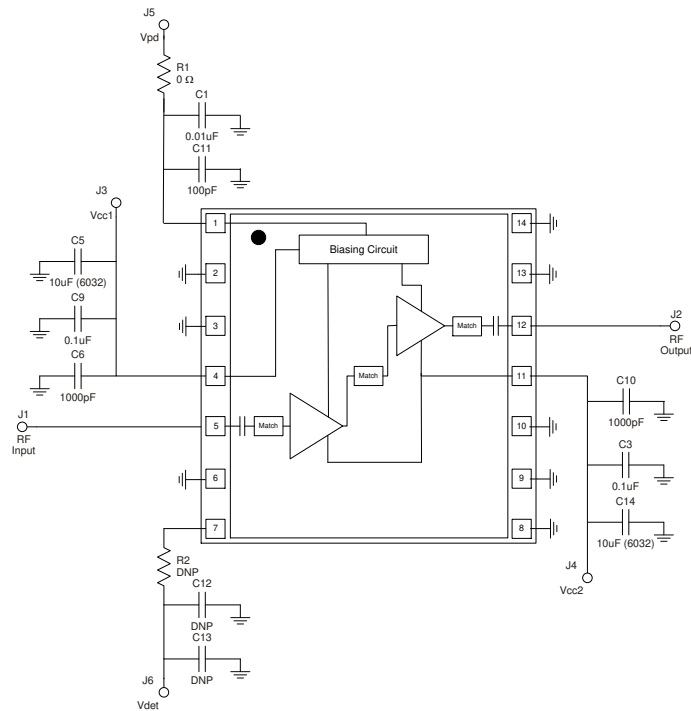 J5
Vpd
R1
0 Ω
C1
0.01uF
C11
100pF
J3
Vcc1
C5
10uF (6032)
C9
0.1uF
C6
1000pF
J1
RF
Input
1
2
3
4
5
6
7
Biasing Circuit
Match
Match
Match
14
13
12
11
10
9
8
J2
RF
Output
C10
1000pF
C3
0.1uF
C14
10uF (6032)
J4
Vcc2
R2
DNP
C12
DNP
C13
DNP
J6
Vdet